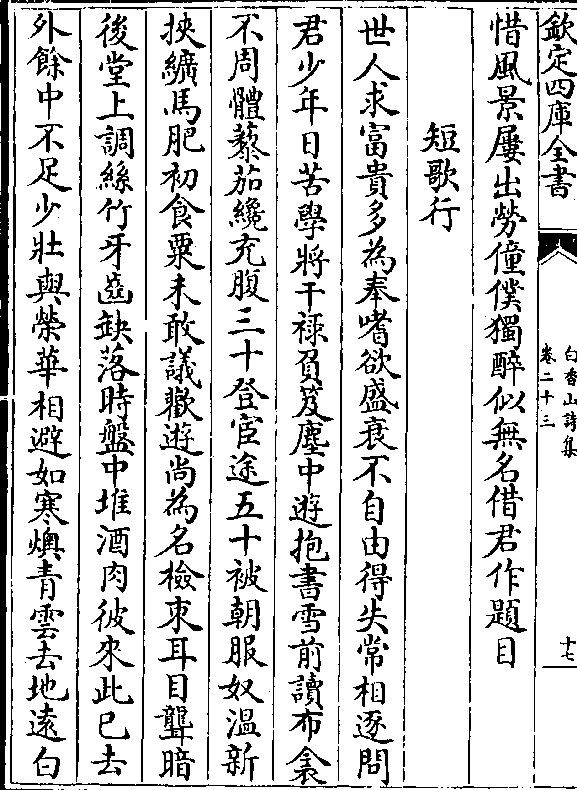 欽定四庫全書
白香山詩集
卷二十三
十七
惜風景屢出勞僮僕獨醉似無名借君作題目
短歌行
世人求富貴多為奉嗜欲盛衰不自由得失常相逐問
君少年日苦學將干禄負笈塵中遊抱書雪前讀布衾
不周體藜茹纔充腹三十登宦途五十被朝服奴温新
挾纊馬肥初食粟未敢議歡遊尚為名檢束耳目聾暗
後堂上調絲竹牙齒缺落時盤中堆酒肉彼來此已去
外餘中不足少壯與榮華相避如寒燠青雲去地遠白